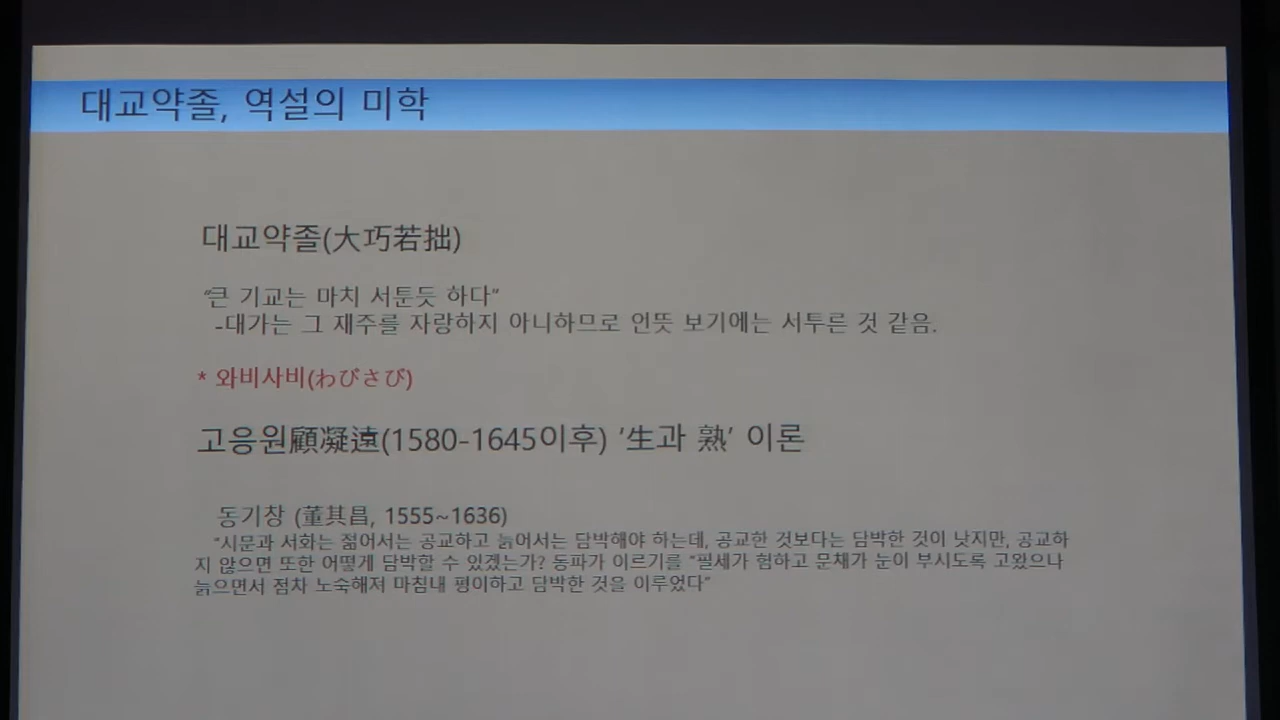 대교약졸, 역설의 미학
대교약졸(大巧若拙)
“큰 기교는 마치 서툰듯 하다“
-대가는 그 재주를 자랑하지 아니하므로 언뜻 보기에는 서투른 것 같음.
* 와비사비(わびさび)
고응원顧凝遠(1580-1645이후) ‘生과 熟’ 이론
동기창 (董其昌, 1555~1636)
“시문과 서화는 젊어서는 공교하고 늙어서는 담박해야 하는데, 공교한 것보다는 담박한 것이 낫지만, 공교하
지 않으면 또한 어떻게 담박할 수 있겠는가? 동파가 이르기를 “필세가 험하고 문채가 눈이 부시도록 고왔으나
늙으면서 점차 노숙해져 마침내 평이하고 담박한 것을 이루었다”